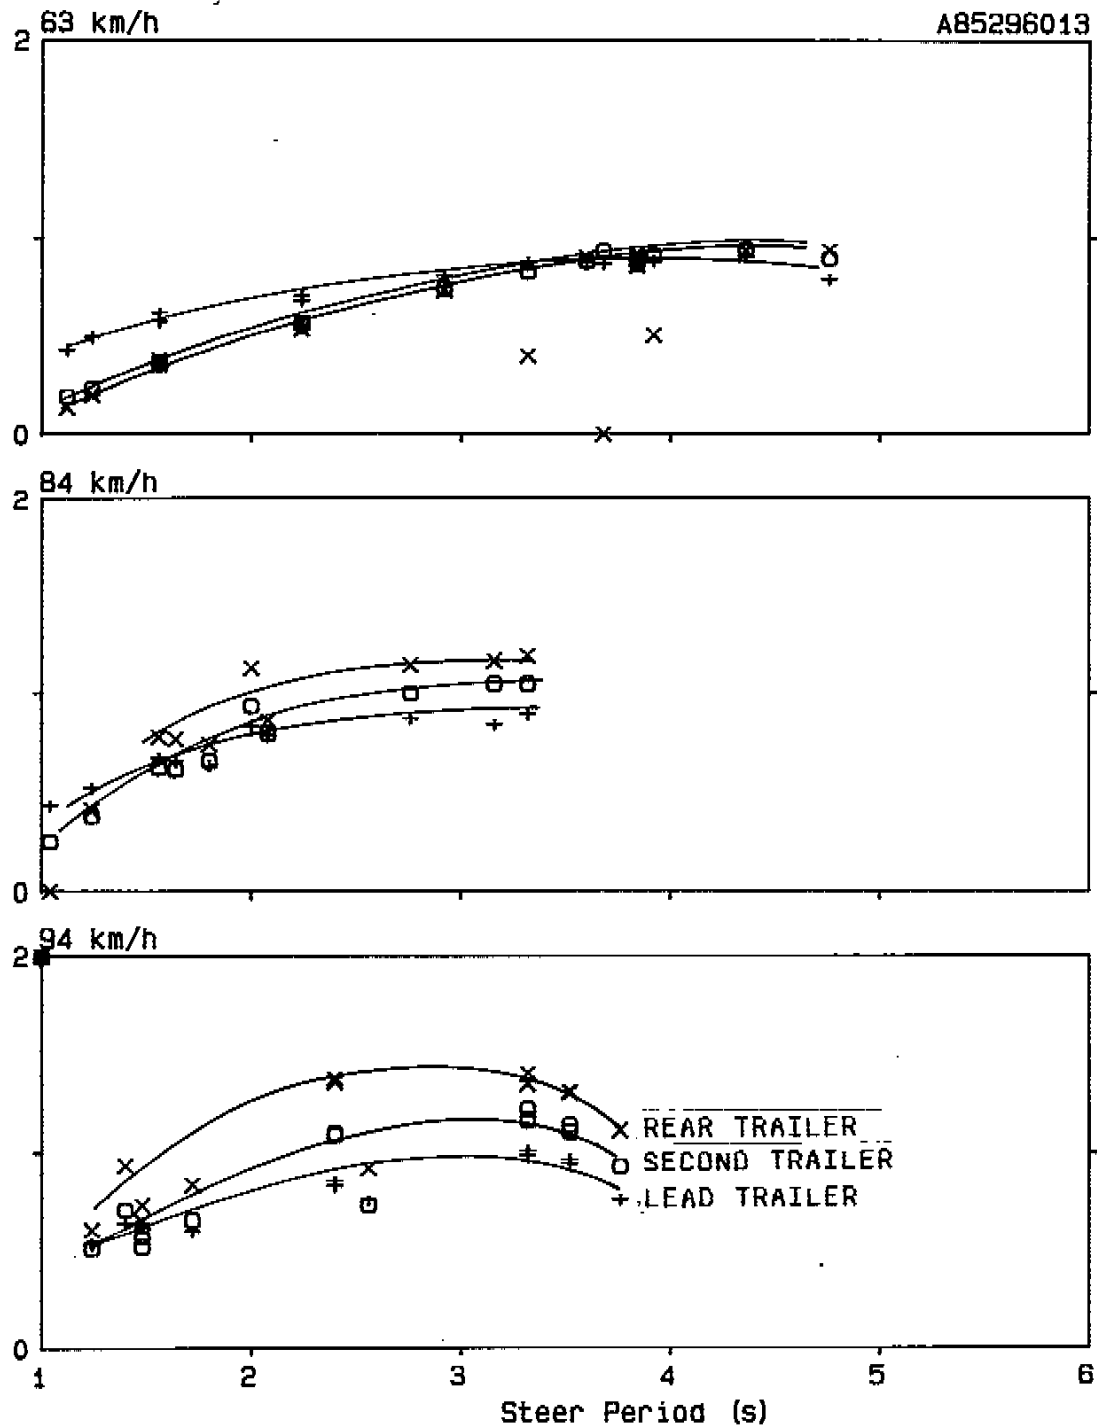 63 km/h A85296013
2
0
84 km/h
2
0
94 km/h
2
REAR TRAILER
SECOND TRAILER
LEAD TRAILER
0
1 2 3 4 5 6
Steer Period (s)